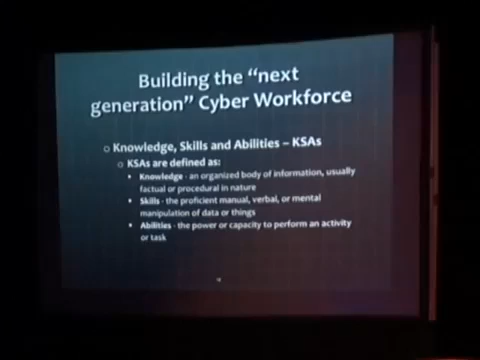 Building the “next
generation” Cyber Workforce
Knowledge, Skills and Abilities – KSAs
KSAs are defined as:
Knowledge - an organized body of information, usually
factual or procedural in nature
Skills - the proficient manual, verbal, or mental
manipulation of data or things
Abilities - the power or capacity to perform an activity
or task